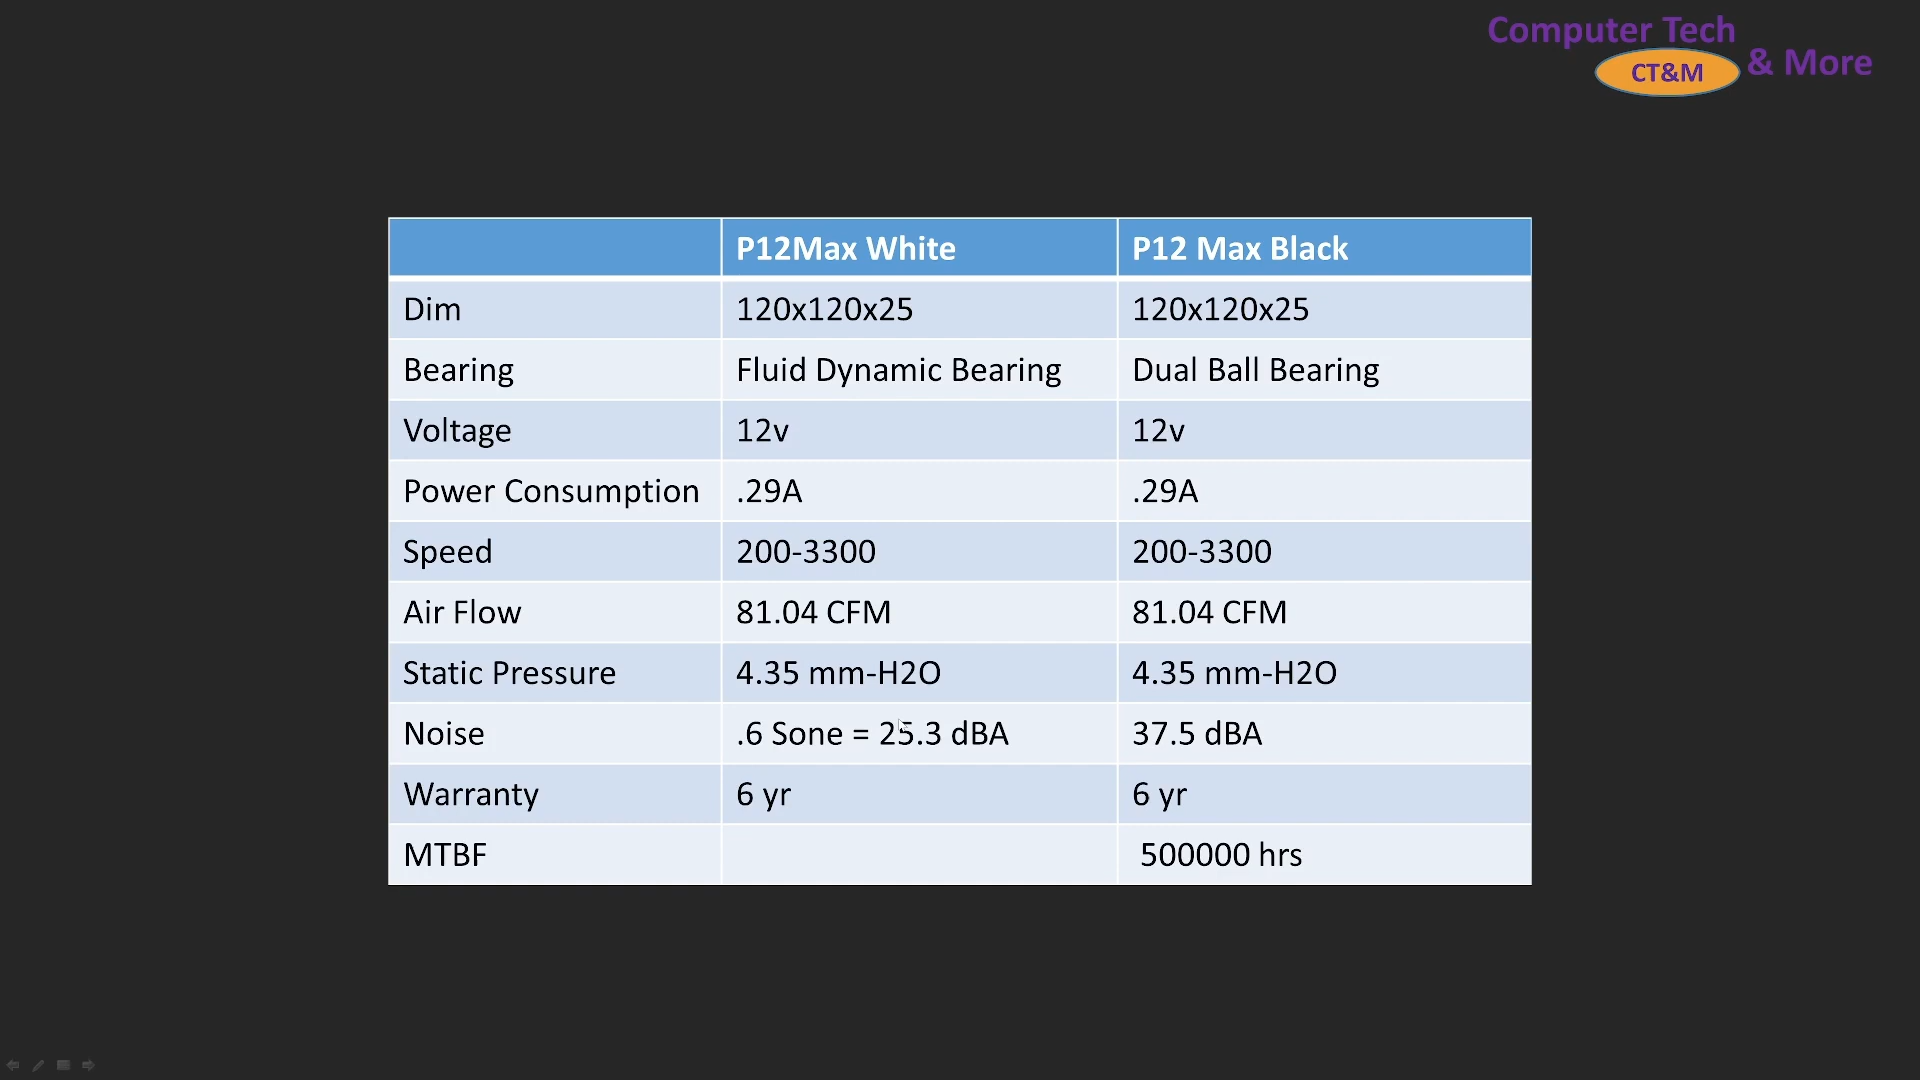 Computer Tech
CT&M
& More
P12Max White P12 Max Black
Dim 120x120x25 120x120x25
Bearing Fluid Dynamic Bearing Dual Ball Bearing
Voltage 12v 12v
Power Consumption .29A .29A
Speed 200-3300 200-3300
Air Flow 81.04 CFM 81.04 CFM
Static Pressure 4.35 mm-H2O 4.35 mm-H2O
Noise .6 Sone = 25.3 dBA 37.5 dBA
Warranty 6 yr 6 yr
MTBF 500000 hrs